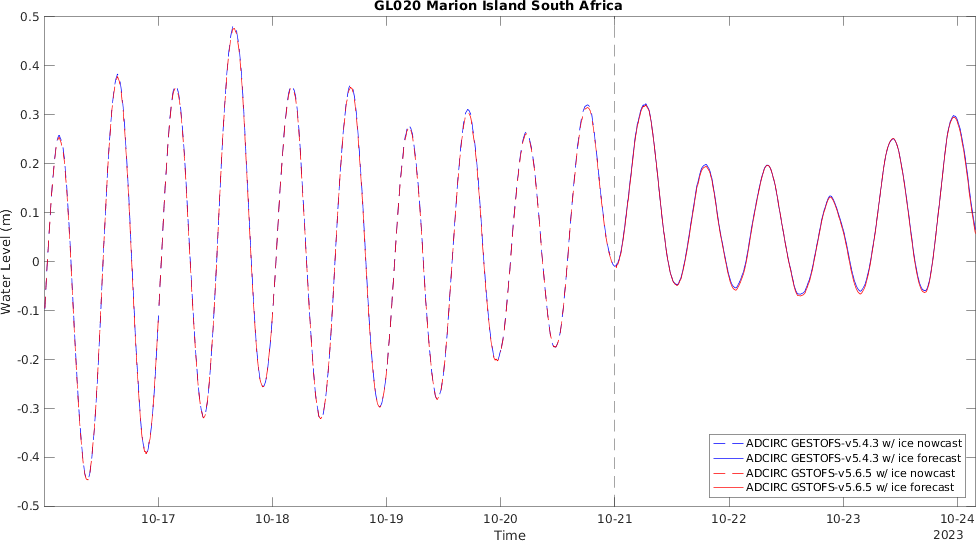 GL020 Marion Island South Africa
0.5
0.4
0.3
0.2
0.1
0
-0.1
-0.2
-0.3
-0.4
-0.5
Water Level (m)
10-17
10-18
10-19
10-20
10-21
10-22
10-23
10-24
2023
Time
ADCIRC GESTOFS-v5.4.3 w/ ice nowcast
ADCIRC GESTOFS-v5.4.3 w/ ice forecast
ADCIRC GSTOFS-v5.6.5 w/ ice nowcast
ADCIRC GSTOFS-v5.6.5 w/ ice forecast